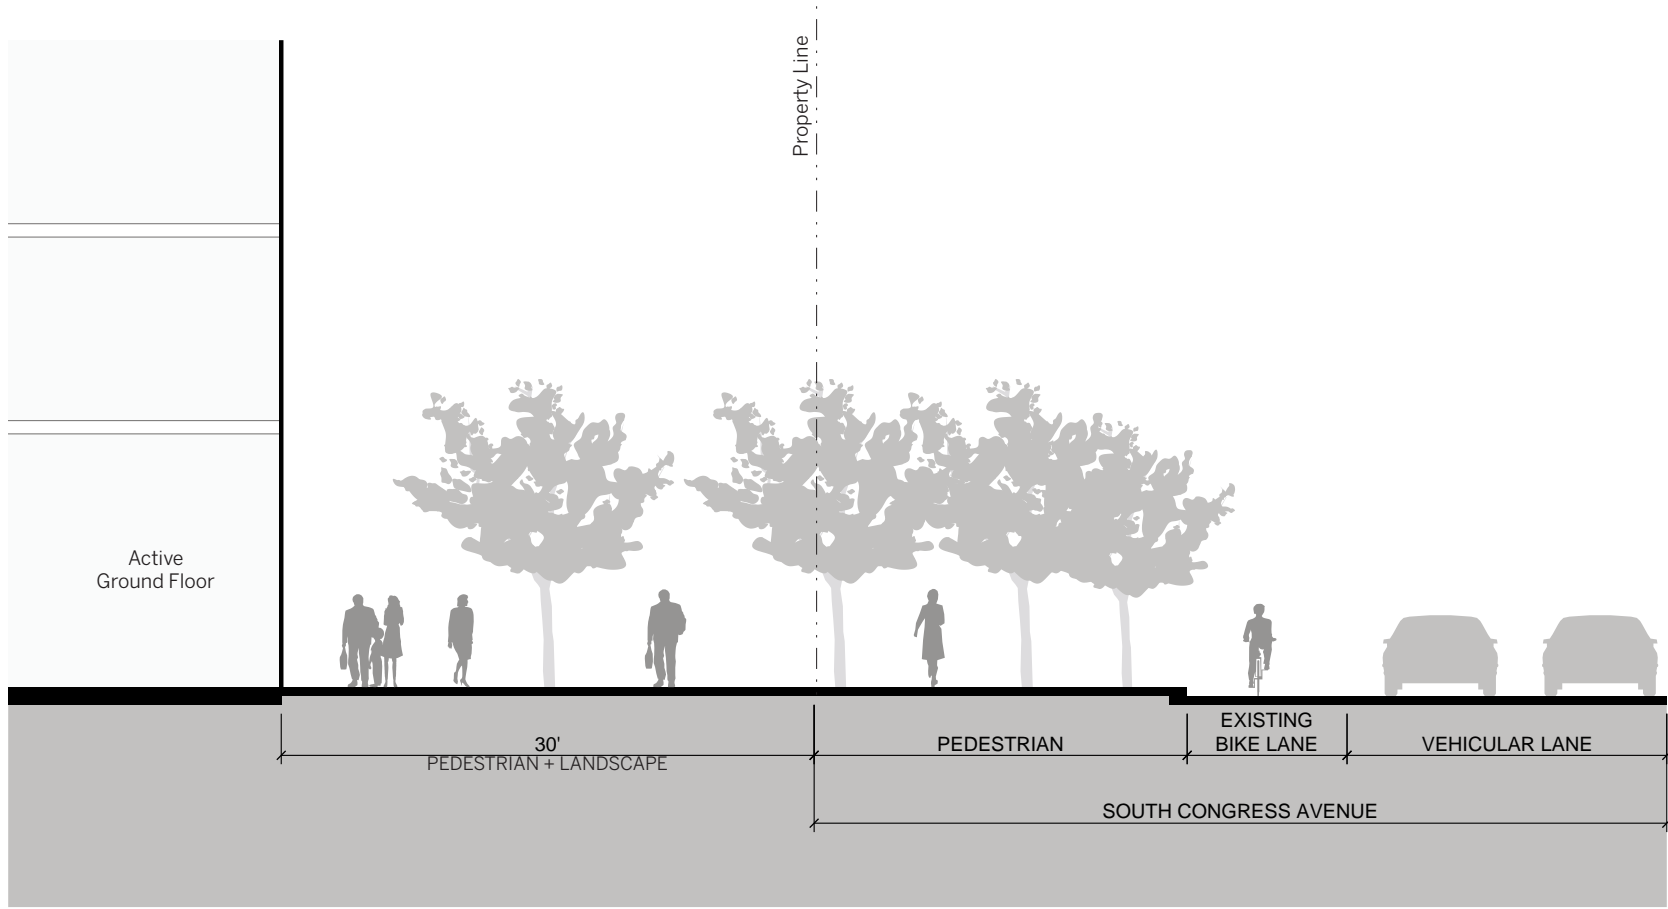 Property Line
Active
Ground Floor
30'
PEDESTRIAN + LANDSCAPE
PEDESTRIAN
EXISTING
BIKE LANE
VEHICULAR LANE
SOUTH CONGRESS AVENUE